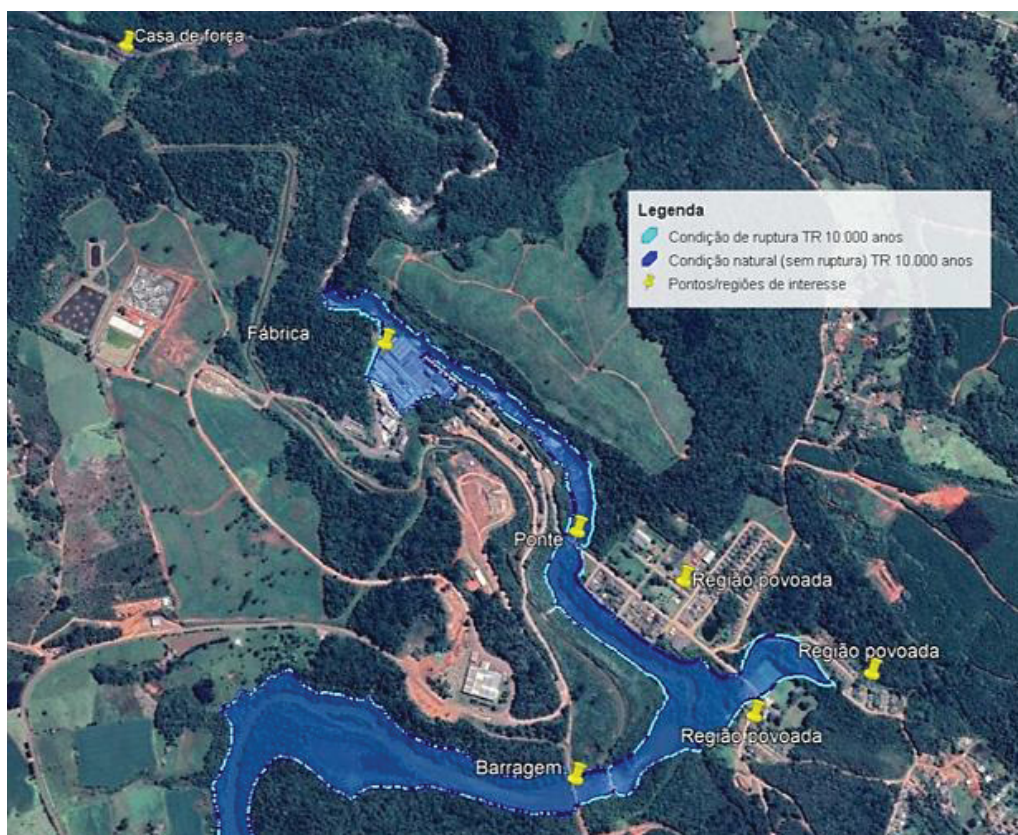 Casa de força
Legenda
Condição de ruptura TR 10.000 anos
Condição natural (sem ruptura) TR 10.000 anos
Pontos/regiões de interesse
Fábrica
Ponte
Região povoada
Região povoada
Região povoada
Barragem